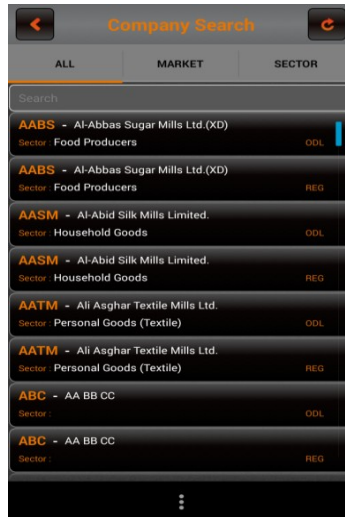 Company Search
ALL MARKET SECTOR
Search
AABS - Al-Abbas Sugar Mills Ltd.(XD)
Sector : Food Producers ODL
AABS - Al-Abbas Sugar Mills Ltd.(XD)
Sector : Food Producers REG
AASM - Al-Abid Silk Mills Limited.
Sector : Household Goods ODL
AASM - Al-Abid Silk Mills Limited.
Sector : Household Goods REG
AATM - Ali Asghar Textile Mills Ltd.
Sector : Personal Goods (Textile) ODL
AATM - Ali Asghar Textile Mills Ltd.
Sector : Personal Goods (Textile) REG
ABC - AA BB CC
Sector : ODL
ABC - AA BB CC
Sector : REG